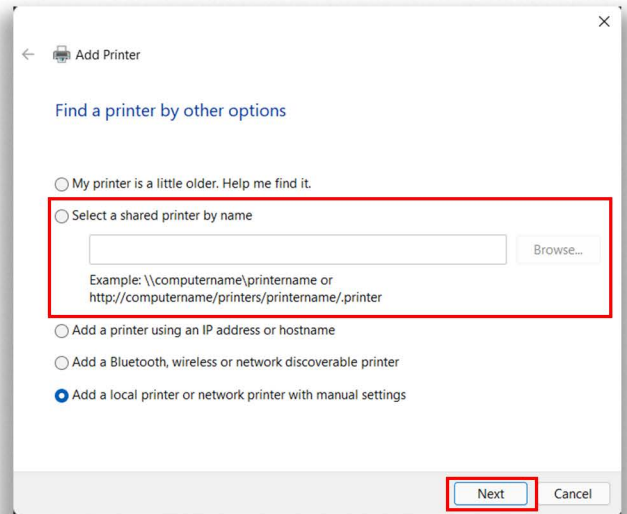 Add Printer
Find a printer by other options
My printer is a little older. Help me find it.
Select a shared printer by name
Browse...
Example: \\computername\printername or
http://computername/printers/printername/.printer
Add a printer using an IP address or hostname
Add a Bluetooth, wireless or network discoverable printer
Add a local printer or network printer with manual settings
Next Cancel